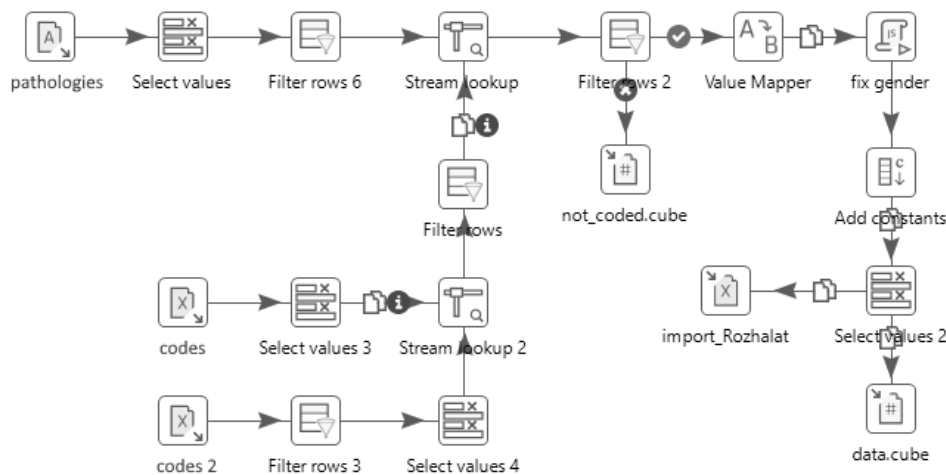 pathologies
Select values
Filter rows 6
Stream lookup
Filter rows 2
Value Mapper
fix gender
Filter rows
not_coded.cube
Add constants
codes
Select values 3
Stream lookup 2
import_Rozhalat
Select values 2
codes 2
Filter rows 3
Select values 4
data.cube